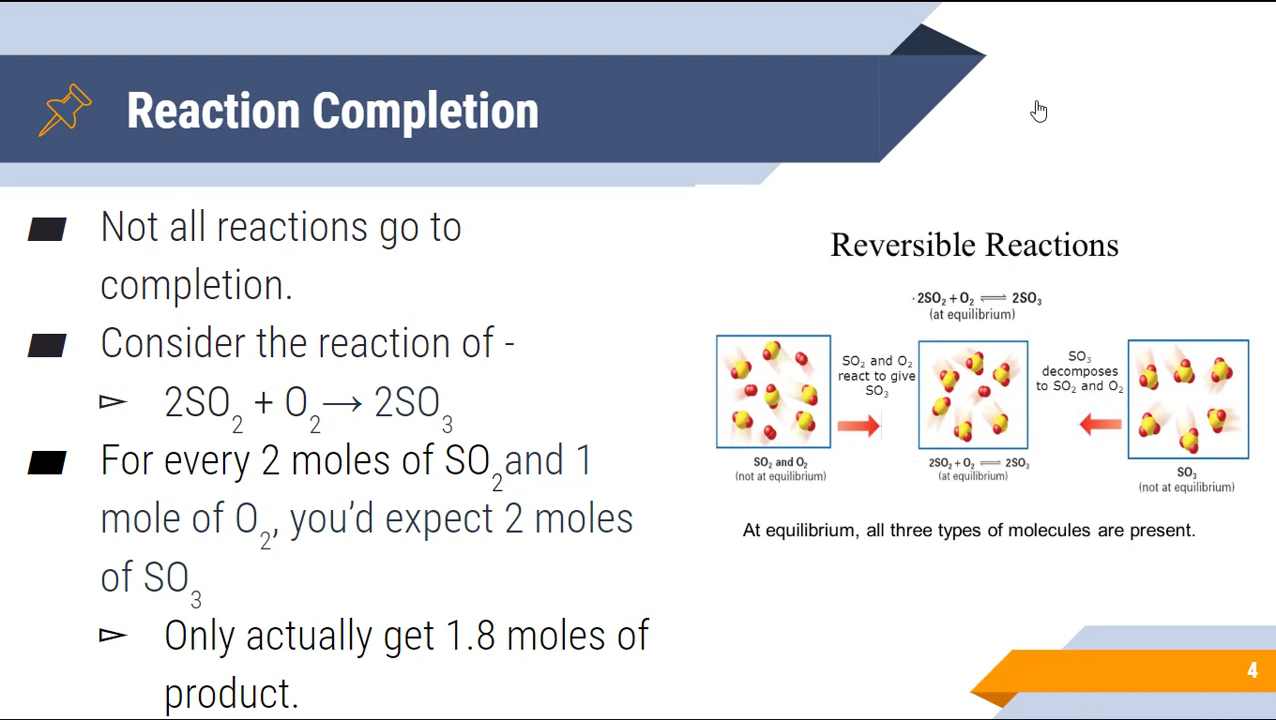 Reaction Completion
Not all reactions go to
completion.
Consider the reaction of -
2SO₂ + O₂→ 2SO₃
For every 2 moles of SO₂and 1
mole of O₂, you’d expect 2 moles
of SO₃
Only actually get 1.8 moles of
product.
Reversible Reactions
2SO₂ + O₂ ⇌ 2SO₃
(at equilibrium)
SO₂ and O₂
react to give
SO₃
SO₃
decomposes
to SO₂ and O₂
SO₂ and O₂
(not at equilibrium)
2SO₂ + O₂ ⇌ 2SO₃
(at equilibrium)
SO₃
(not at equilibrium)
At equilibrium, all three types of molecules are present.
4